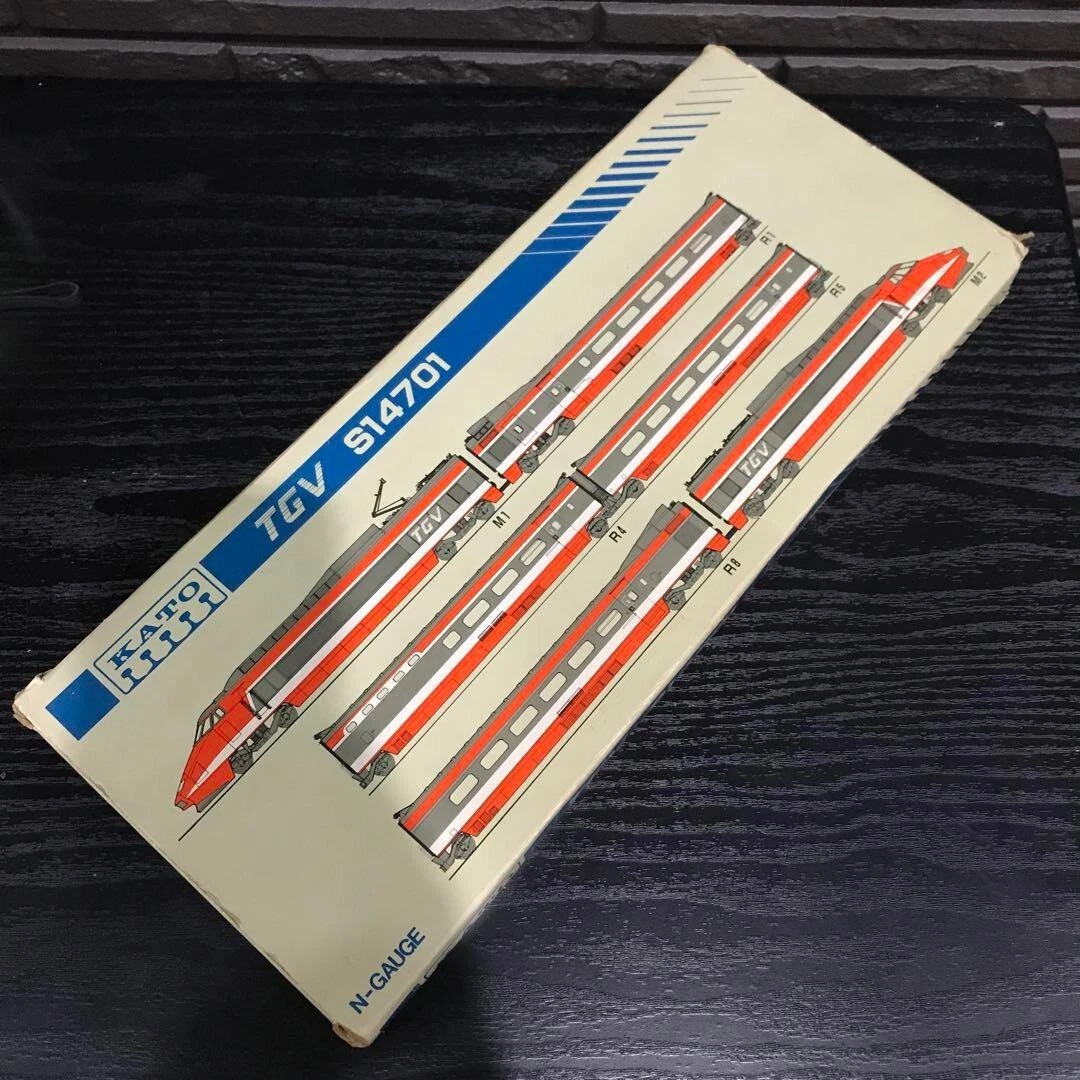 KATO
TGV S14701
TGV
M1
R1
R4
R5
R8
TGV
M2
N-GAUGE